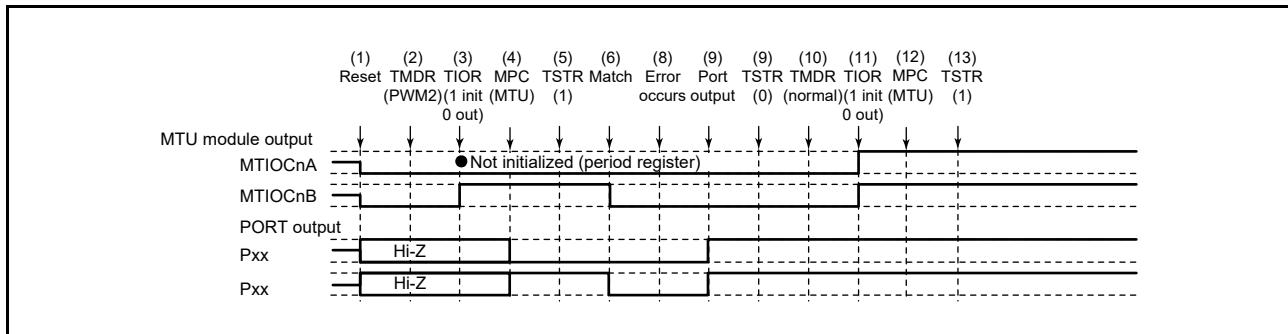 (1) (2) (3) (4) (5) (6) (8) (9) (9) (10) (11) (12) (13)
Reset TMDR TIOR MPC TSTR Match Error Port TSTR TMDR TIOR MPC TSTR
(PWM2) (1 init (MTU) (1) occurs output (0) (normal) (1 init (MTU) (1)
0 out) 0 out)
MTU module output
MTIOCnA ●Not initialized (period register)
MTIOCnB
PORT output
Pxx Hi-Z
Pxx Hi-Z